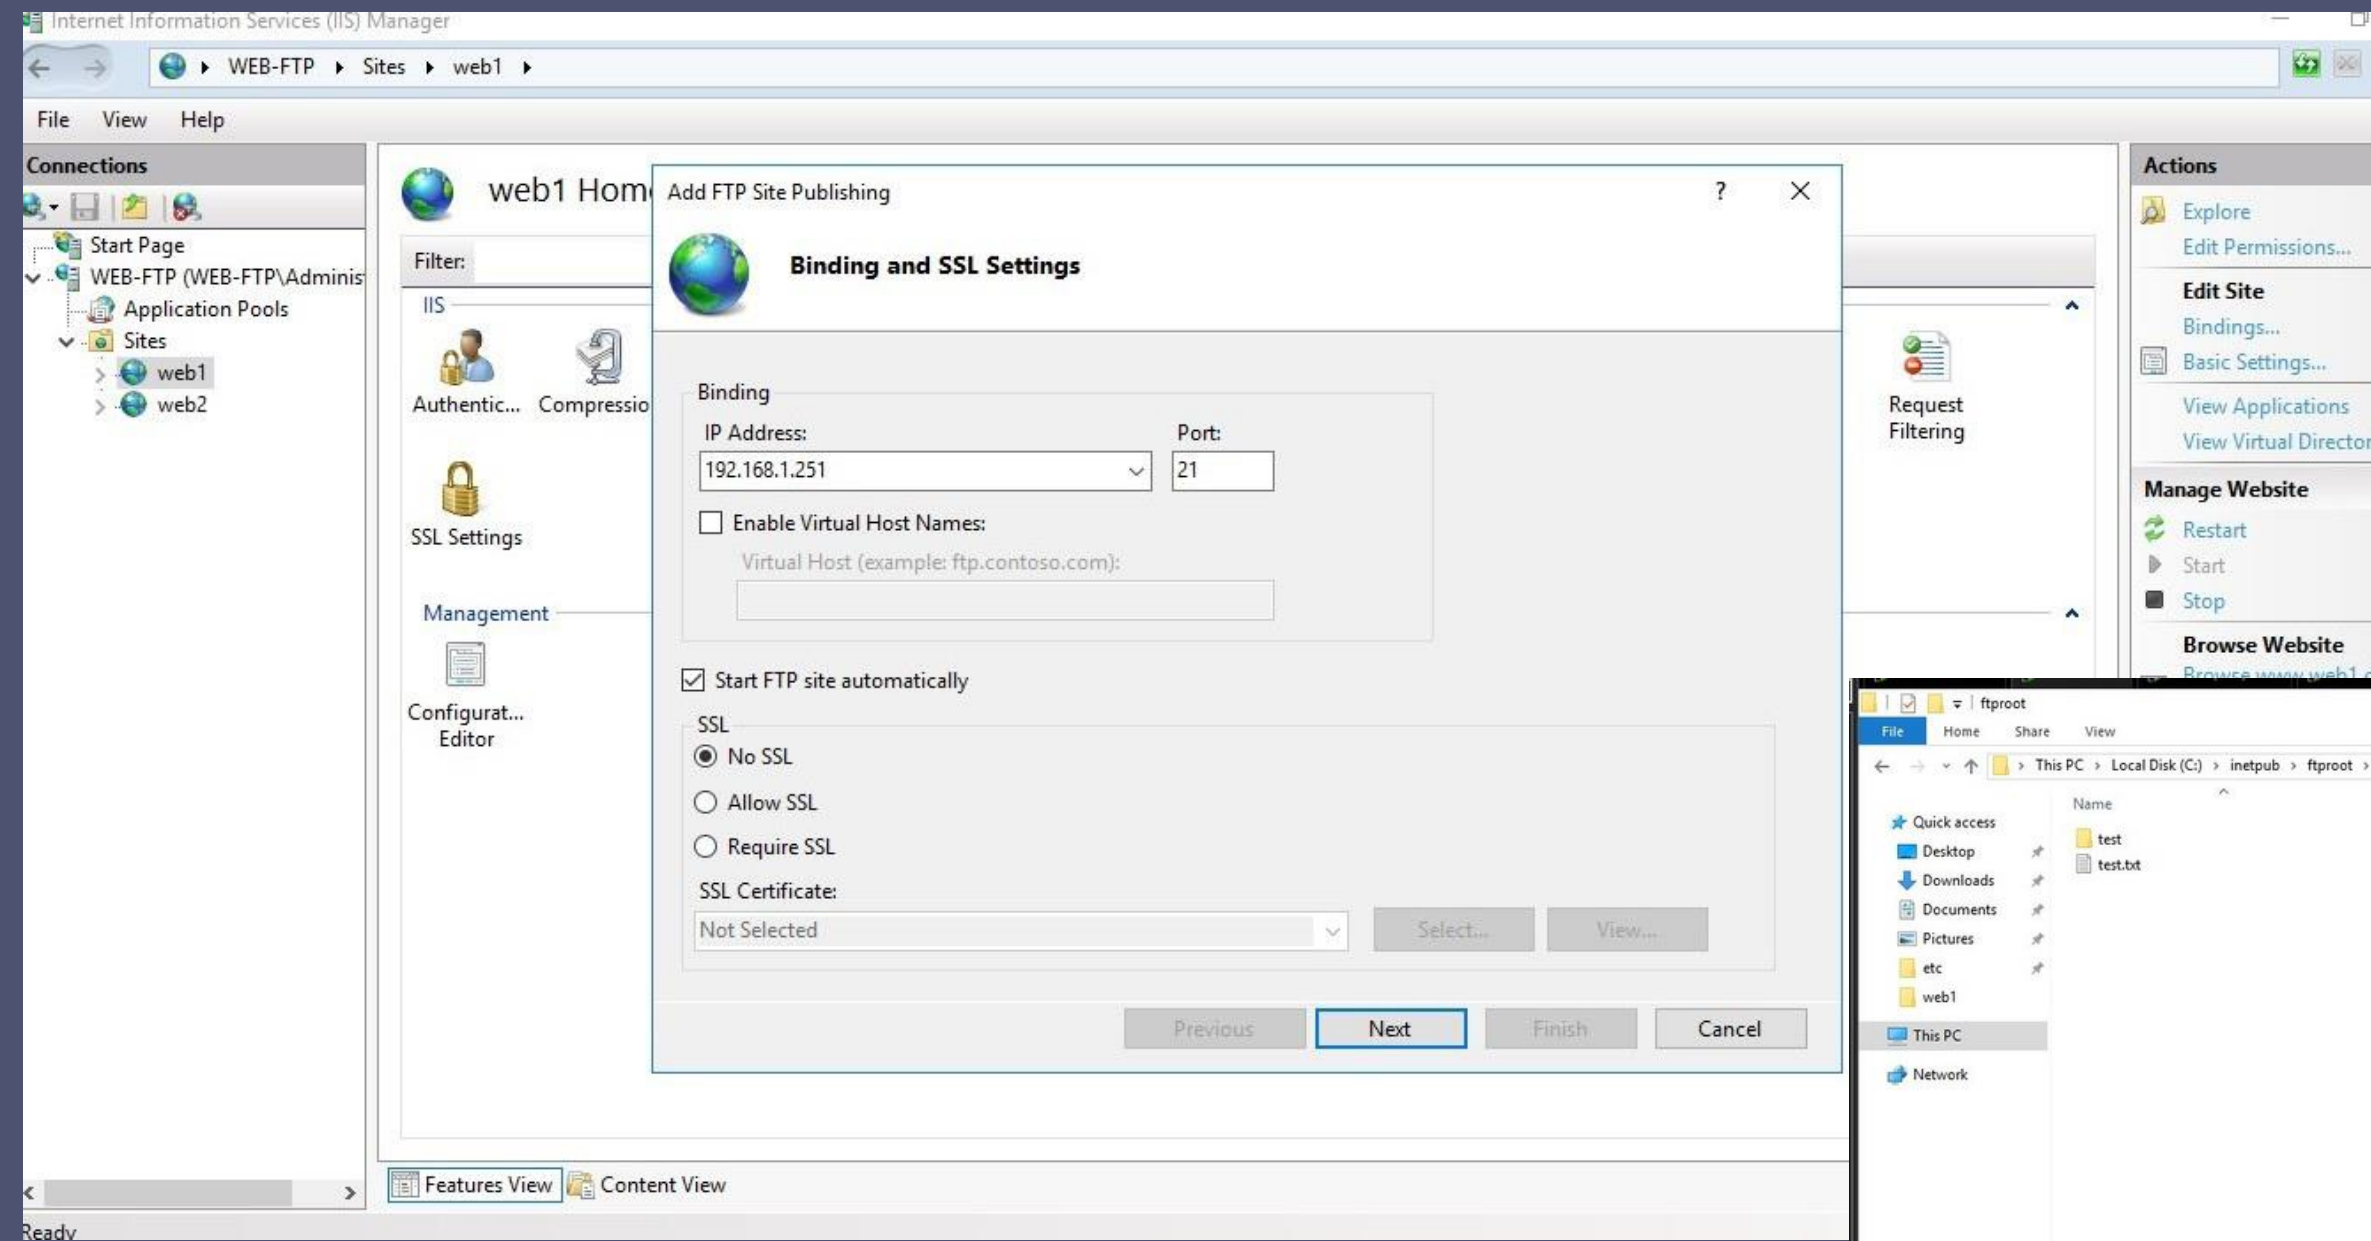 Internet Information Services (IIS) Manager
WEB-FTP Sites web1
File View Help
Connections
Start Page
WEB-FTP (WEB-FTP\Adminis
Application Pools
Sites
web1
web2
web1 Hom
Filter:
IIS
Authentic... Compressio
SSL Settings
Management
Configurat...
Editor
Request
Filtering
Add FTP Site Publishing ?
Binding and SSL Settings
Binding
IP Address: Port:
192.168.1.251 21
Enable Virtual Host Names:
Virtual Host (example: ftp.contoso.com):
Start FTP site automatically
SSL
No SSL
Allow SSL
Require SSL
SSL Certificate:
Not Selected Select... View...
Previous Next Finish Cancel
Actions
Explore
Edit Permissions...
Edit Site
Bindings...
Basic Settings...
View Applications
View Virtual Director
Manage Website
Restart
Start
Stop
Browse Website
Browse www.web1.
ftproot
File Home Share View
This PC Local Disk (C:) inetpub ftproot
Name
Quick access
Desktop
Downloads
Documents
Pictures
etc
web1
This PC
Network
test
test.txt
Features View Content View
Ready